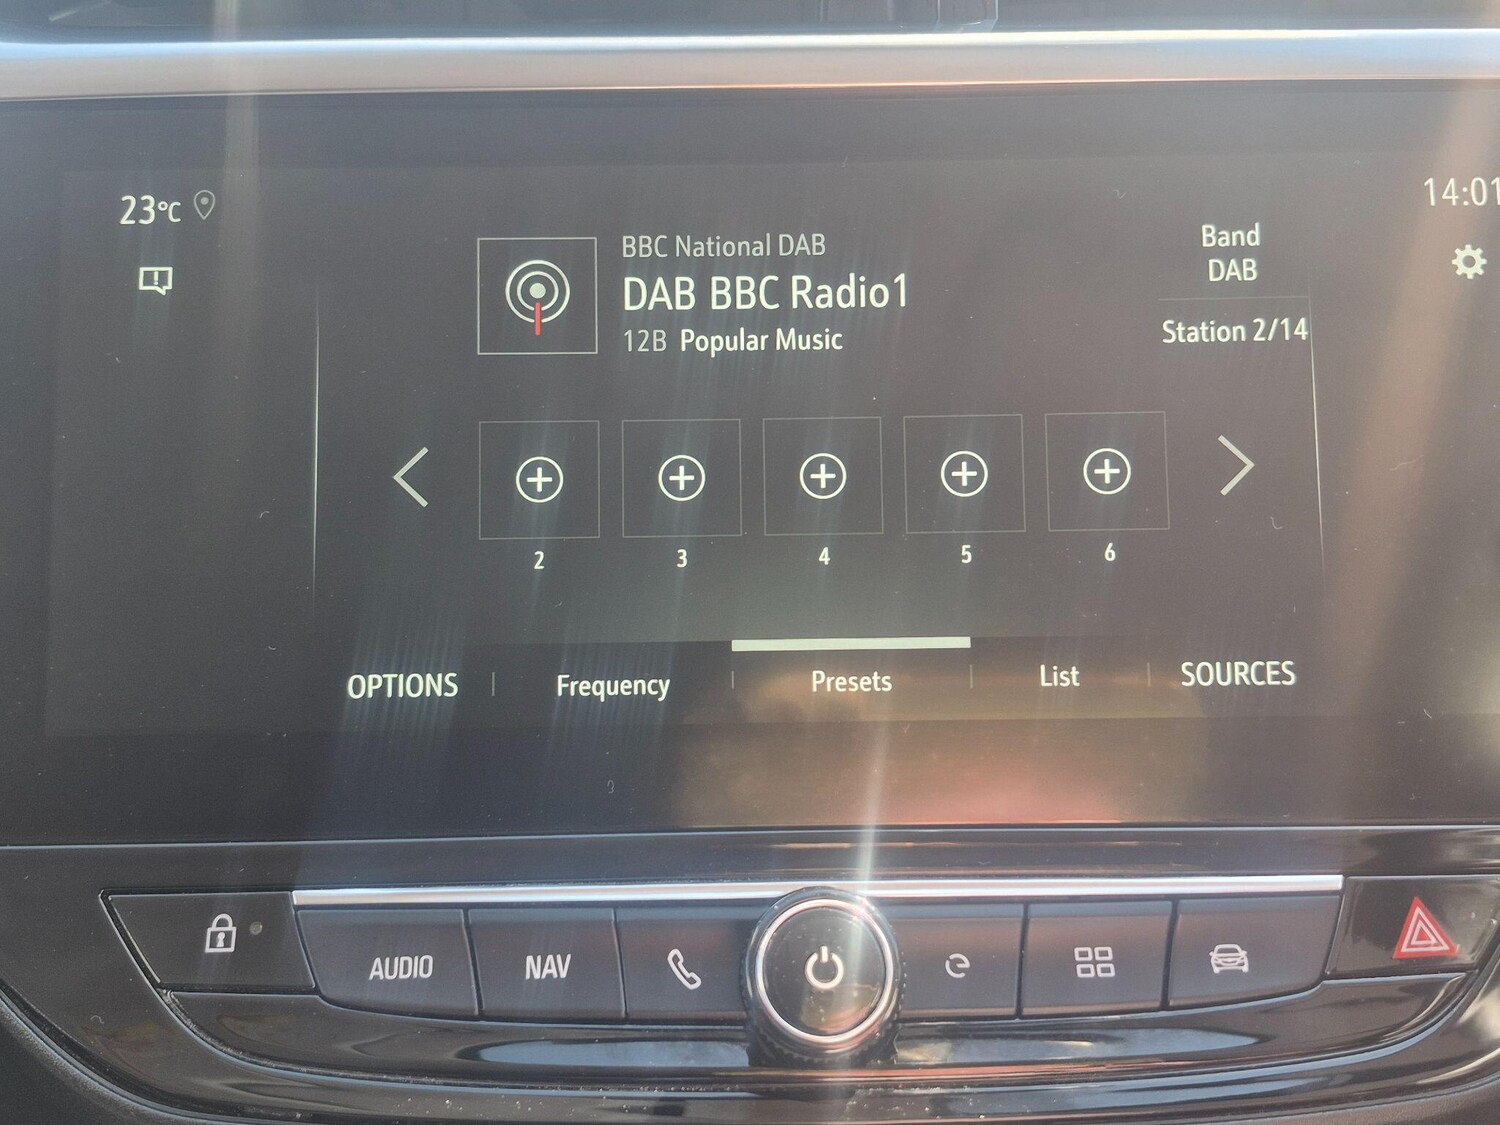 23°C
14:01
BBC National DAB
DAB BBC Radio1
12B Popular Music
Band
DAB
Station 2/14
2 3 4 5 6
OPTIONS Frequency Presets List SOURCES
AUDIO NAV